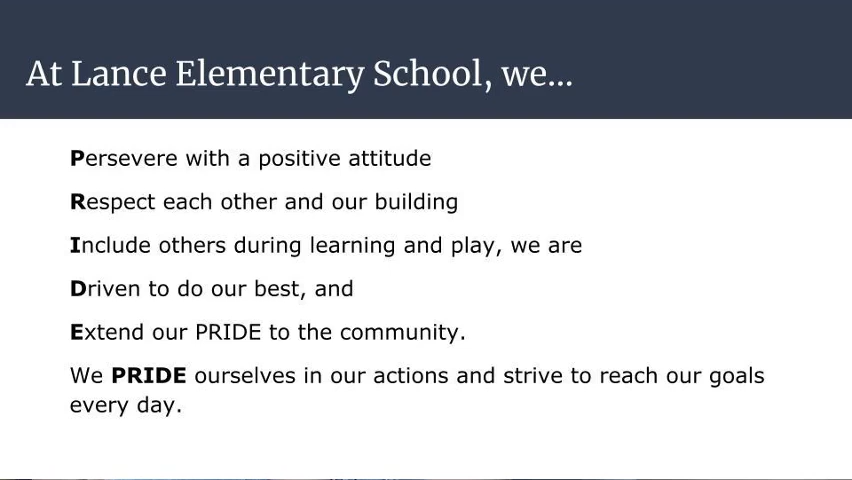 At Lance Elementary School, we...
Persevere with a positive attitude
Respect each other and our building
Include others during learning and play, we are
Driven to do our best, and
Extend our PRIDE to the community.
We PRIDE ourselves in our actions and strive to reach our goals
every day.